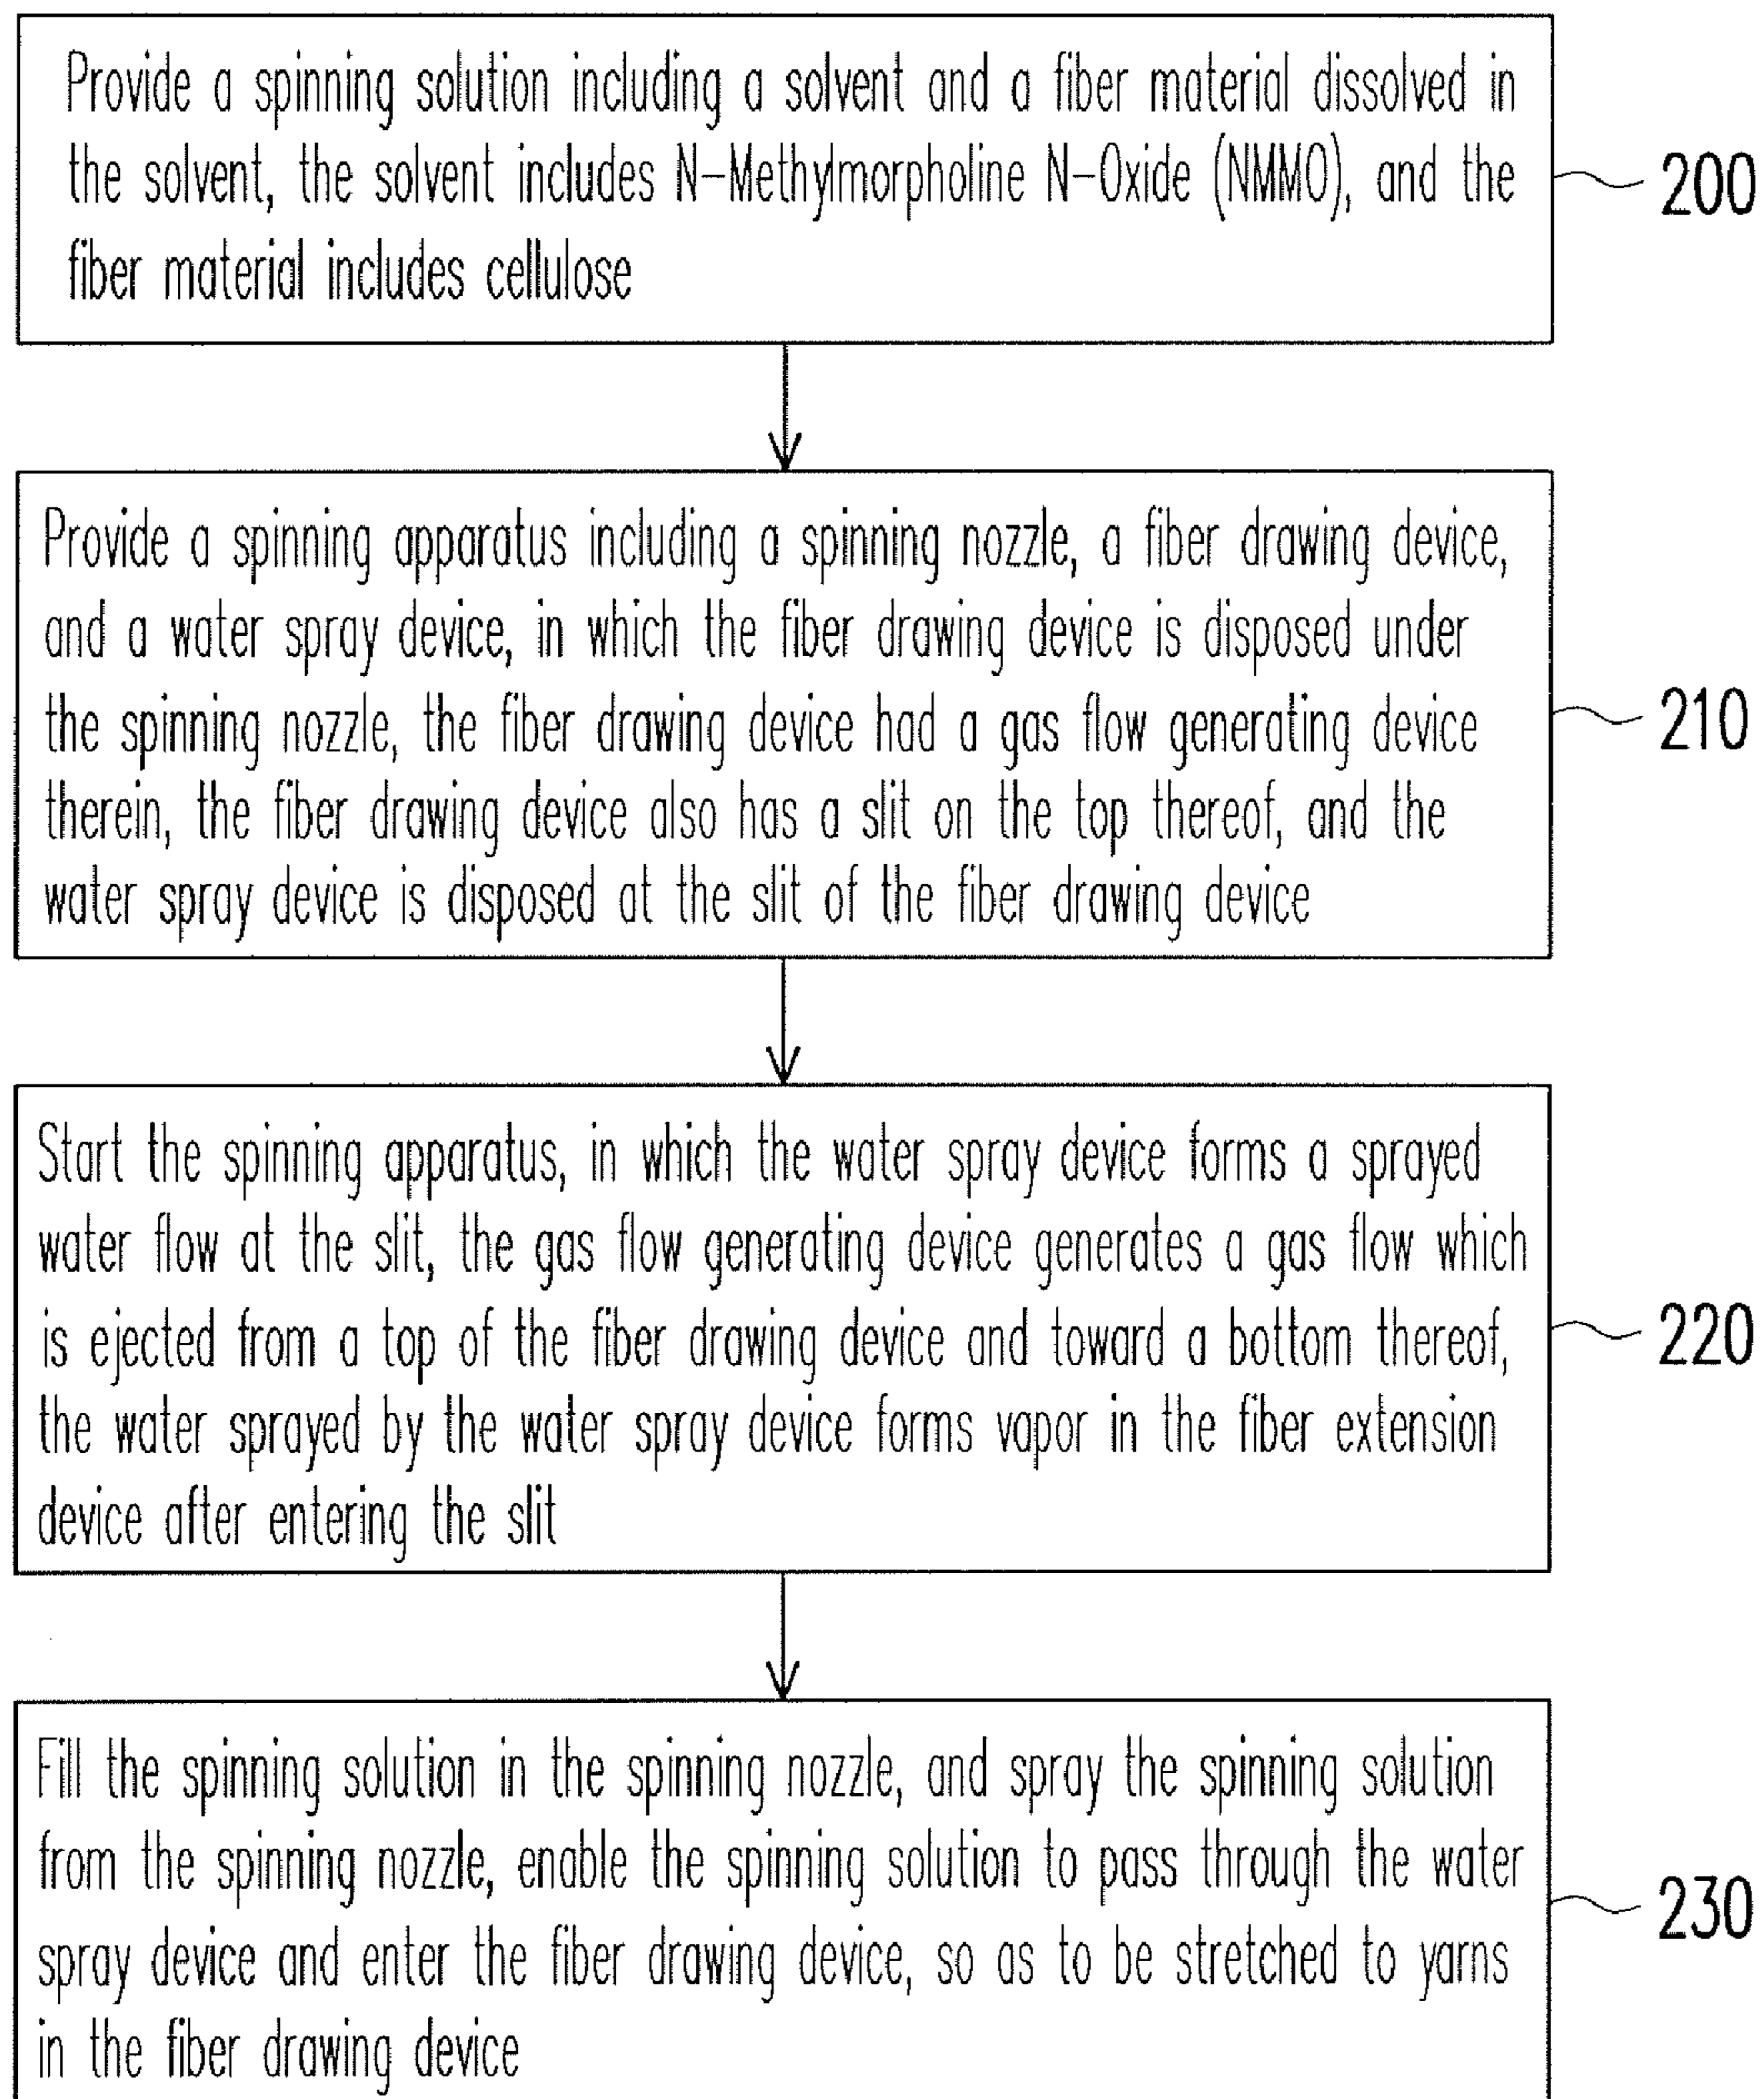 Provide a spinning solution including a solvent and a fiber material dissolved in
the solvent, the solvent includes N-Methylmorpholine N-Oxide (NMMO), and the
fiber material includes cellulose
200
Provide a spinning apparatus including a spinning nozzle, a fiber drawing device,
and a water spray device, in which the fiber drawing device is disposed under
the spinning nozzle, the fiber drawing device had a gas flow generating device
therein, the fiber drawing device also has a slit on the top thereof, and the
water spray device is disposed at the slit of the fiber drawing device
210
Start the spinning apparatus, in which the water spray device forms a sprayed
water flow at the slit, the gas flow generating device generates a gas flow which
is ejected from a top of the fiber drawing device and toward a bottom thereof,
the water sprayed by the water spray device forms vapor in the fiber extension
device after entering the slit
220
Fill the spinning solution in the spinning nozzle, and spray the spinning solution
from the spinning nozzle, enable the spinning solution to pass through the water
spray device and enter the fiber drawing device, so as to be stretched to yarns
in the fiber drawing device
230